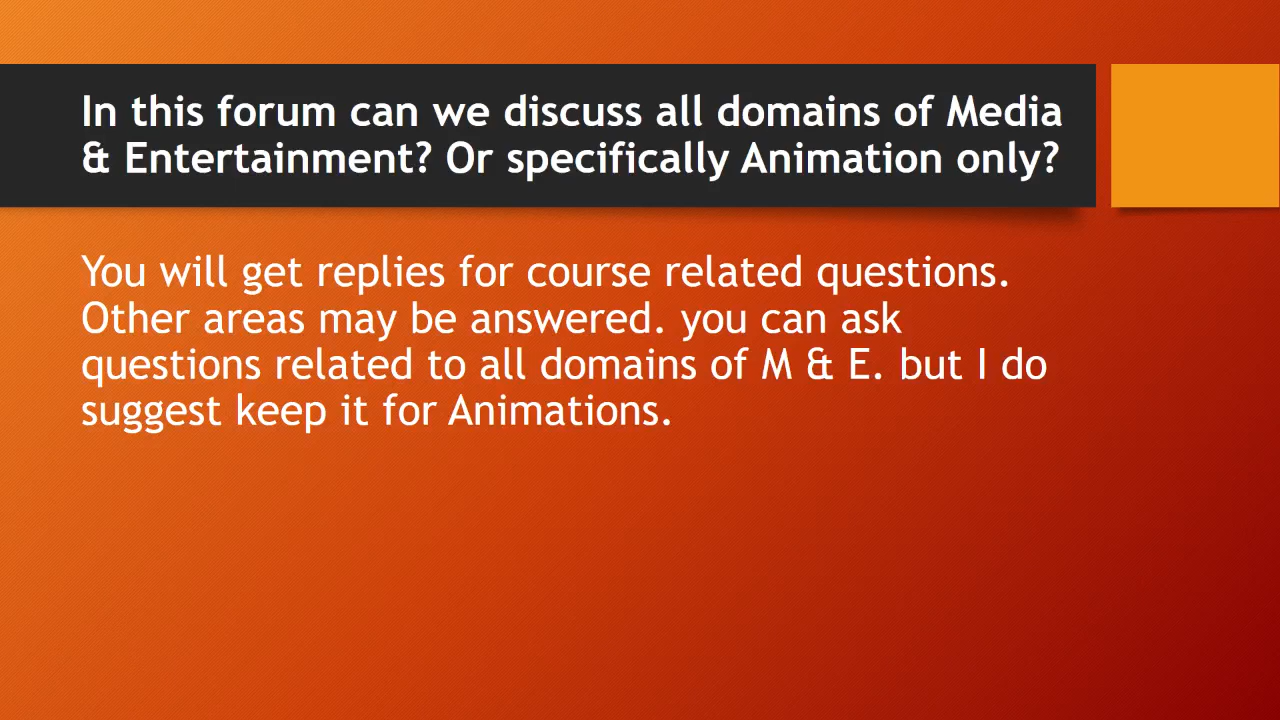 In this forum can we discuss all domains of Media
& Entertainment? Or specifically Animation only?
You will get replies for course related questions.
Other areas may be answered. you can ask
questions related to all domains of M & E. but I do
suggest keep it for Animations.